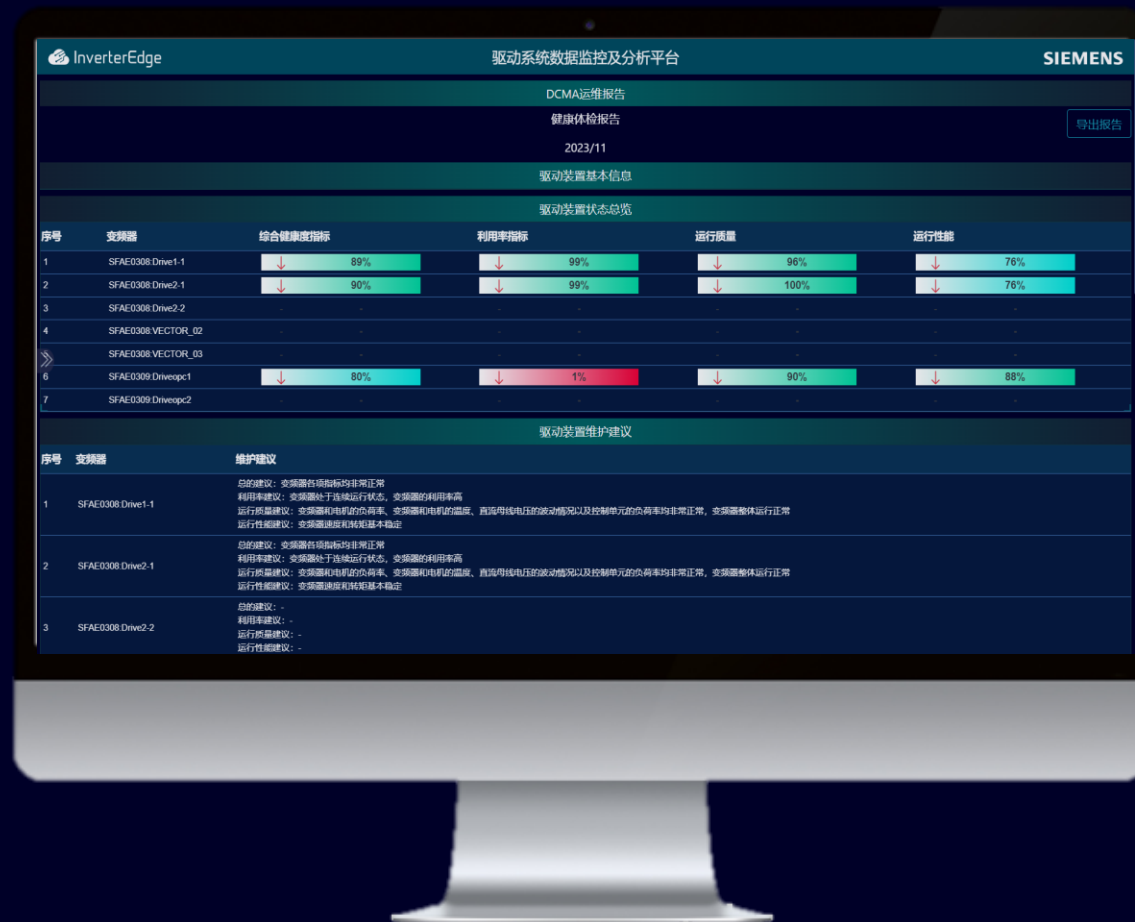 InverterEdge 驱动系统数据监控及分析平台 SIEMENS
DCMA运维报告
健康体检报告
导出报告
2023/11
驱动装置基本信息
驱动装置状态总览
序号 变频器 综合健康度指标 利用率指标 运行质量 运行性能
1 SFAE0308:Drive1-1 ↓ 89% ↓ 99% ↓ 96% ↓ 76%
2 SFAE0308:Drive2-1 ↓ 90% ↓ 99% ↓ 100% ↓ 76%
3 SFAE0308:Drive2-2 - - - - - - - -
4 SFAE0308:VECTOR_02 - - - - - - - -
SFAE0308:VECTOR_03 - - - - - - - -
6 SFAE0309:Driveopc1 ↓ 80% ↓ 1% ↓ 90% ↓ 88%
7 SFAE0309:Driveopc2 - - - - - - - -
驱动装置维护建议
序号 变频器 维护建议
总的建议：变频器各项指标均非常正常
利用率建议：变频器处于连续运行状态，变频器的利用率高
1 SFAE0308:Drive1-1
运行质量建议：变频器和电机的负荷率、变频器和电机的温度、直流母线电压的波动情况以及控制单元的负荷率均非常正常，变频器整体运行正常
运行性能建议：变频器速度和转矩基本稳定
总的建议：变频器各项指标均非常正常
利用率建议：变频器处于连续运行状态，变频器的利用率高
2 SFAE0308:Drive2-1
运行质量建议：变频器和电机的负荷率、变频器和电机的温度、直流母线电压的波动情况以及控制单元的负荷率均非常正常，变频器整体运行正常
运行性能建议：变频器速度和转矩基本稳定
总的建议：-
利用率建议：-
3 SFAE0308:Drive2-2
运行质量建议：-
运行性能建议：-